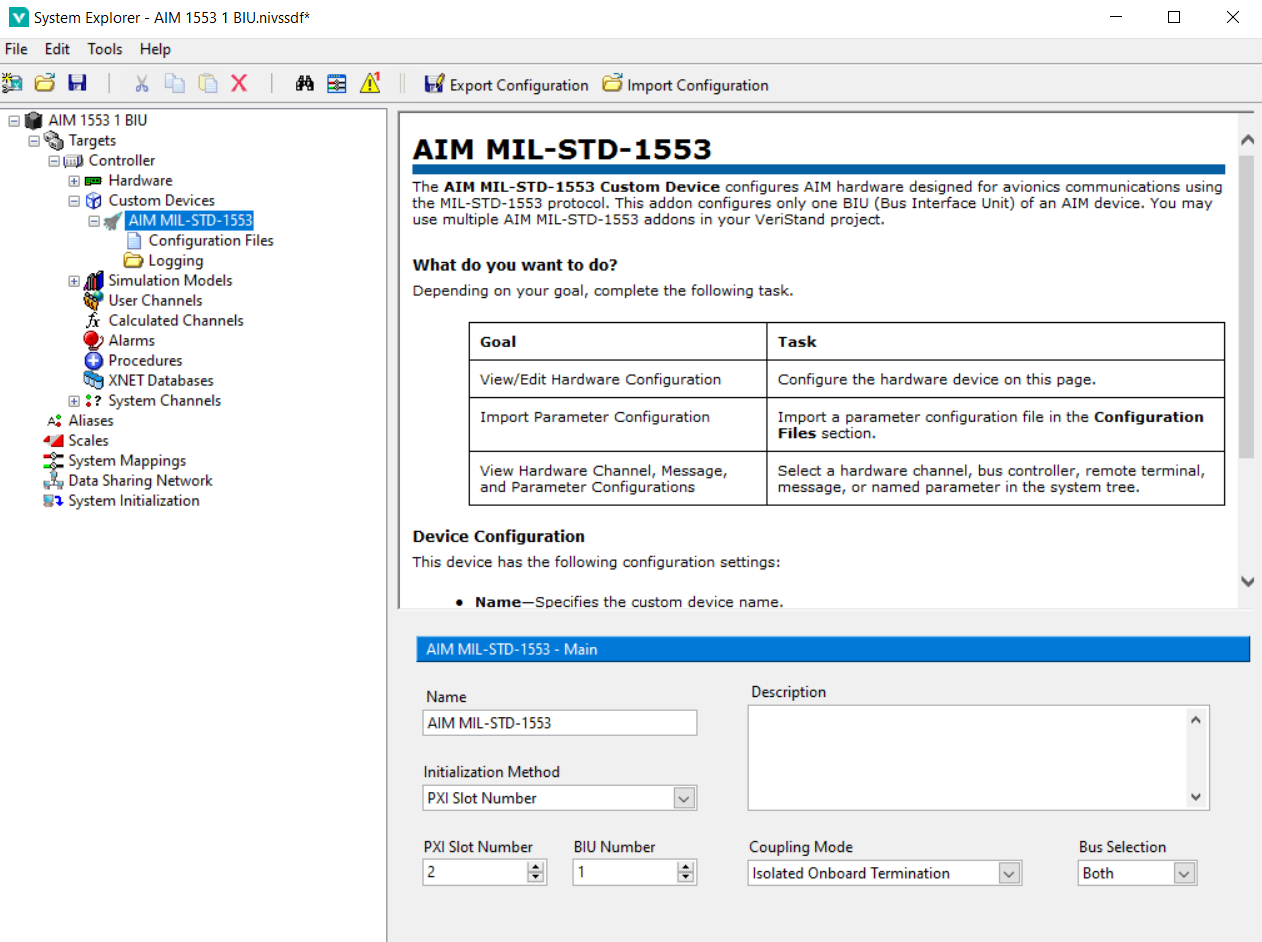 System Explorer - AIM 1553 1 BIU.nivssdf*
File Edit Tools Help
Export Configuration Import Configuration
AIM 1553 1 BIU
Targets
Controller
Hardware
Custom Devices
AIM MIL-STD-1553
Configuration Files
Logging
Simulation Models
User Channels
fx Calculated Channels
Alarms
Procedures
XNET Databases
System Channels
Aliases
Scales
System Mappings
Data Sharing Network
System Initialization
AIM MIL-STD-1553
The AIM MIL-STD-1553 Custom Device configures AIM hardware designed for avionics communications using
the MIL-STD-1553 protocol. This addon configures only one BIU (Bus Interface Unit) of an AIM device. You may
use multiple AIM MIL-STD-1553 addons in your VeriStand project.
What do you want to do?
Depending on your goal, complete the following task.
Goal Task
View/Edit Hardware Configuration Configure the hardware device on this page.
Import Parameter Configuration Import a parameter configuration file in the Configuration
Files section.
View Hardware Channel, Message, Select a hardware channel, bus controller, remote terminal,
and Parameter Configurations message, or named parameter in the system tree.
Device Configuration
This device has the following configuration settings:
• Name—Specifies the custom device name.
AIM MIL-STD-1553 - Main
Name Description
AIM MIL-STD-1553
Initialization Method
PXI Slot Number
PXI Slot Number BIU Number Coupling Mode Bus Selection
2 1 Isolated Onboard Termination Both